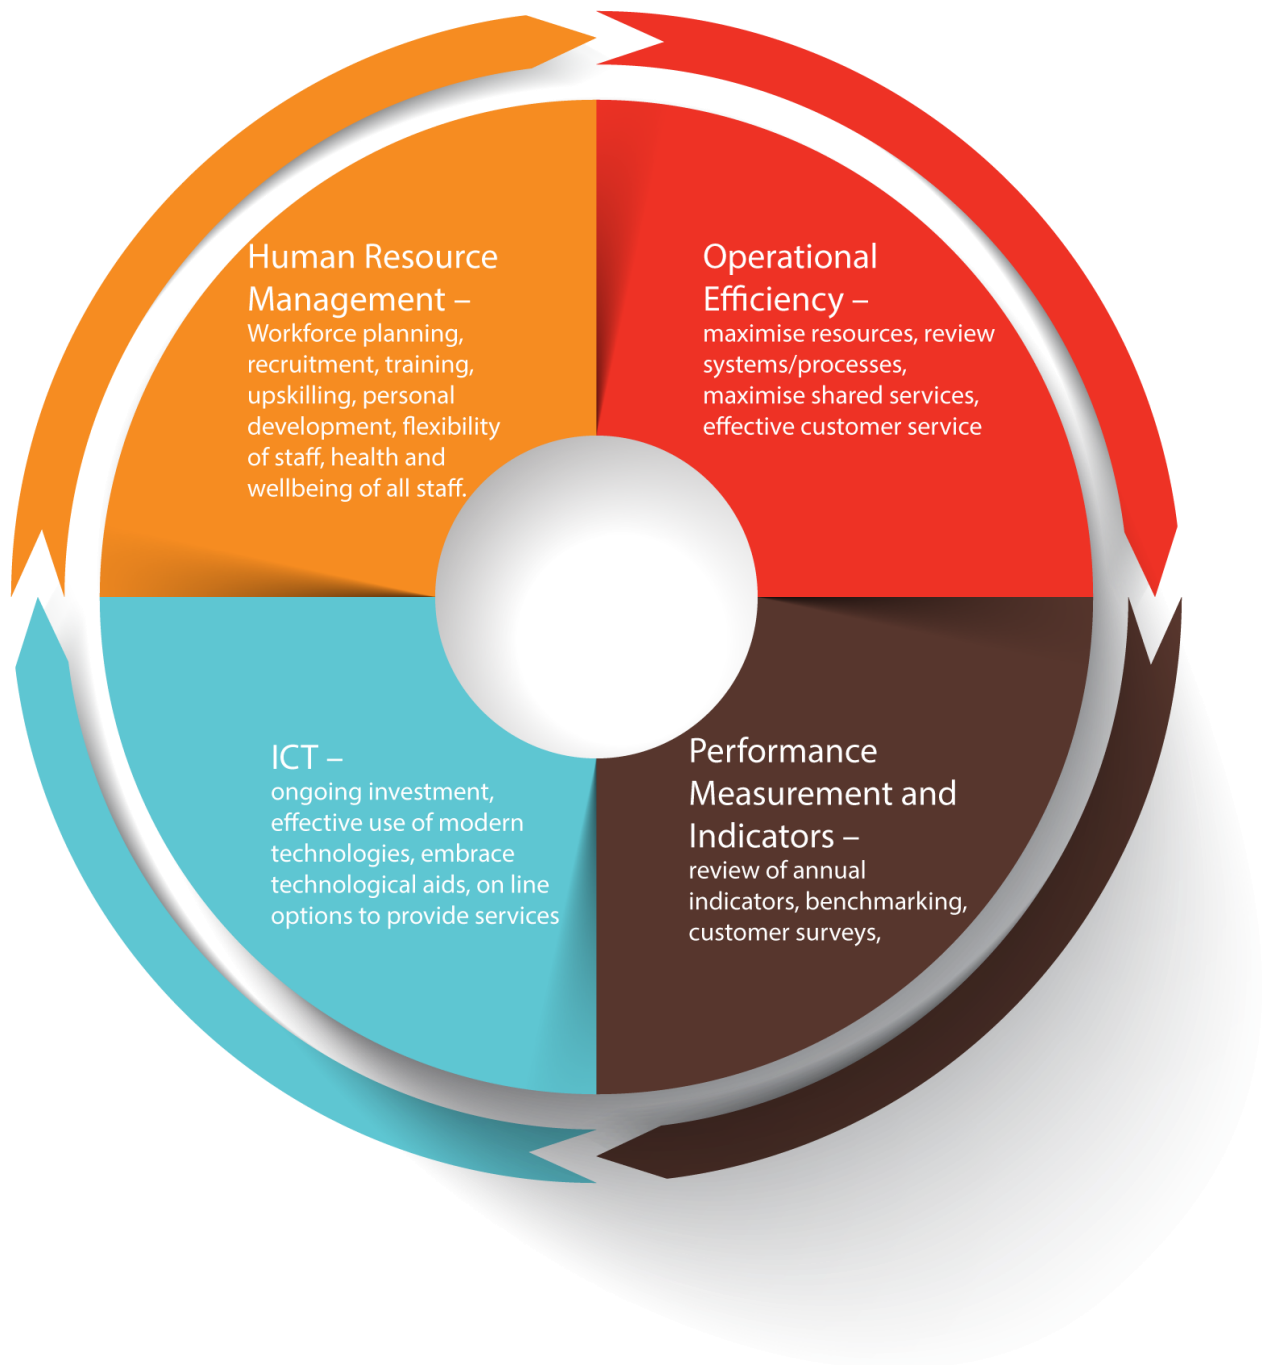 Human Resource
Management –
Workforce planning,
recruitment, training,
upskilling, personal
development, flexibility
of staff, health and
wellbeing of all staff.
Operational
Efficiency –
maximise resources, review
systems/processes,
maximise shared services,
effective customer service
ICT –
ongoing investment,
effective use of modern
technologies, embrace
technological aids, on line
options to provide services
Performance
Measurement and
Indicators –
review of annual
indicators, benchmarking,
customer surveys,